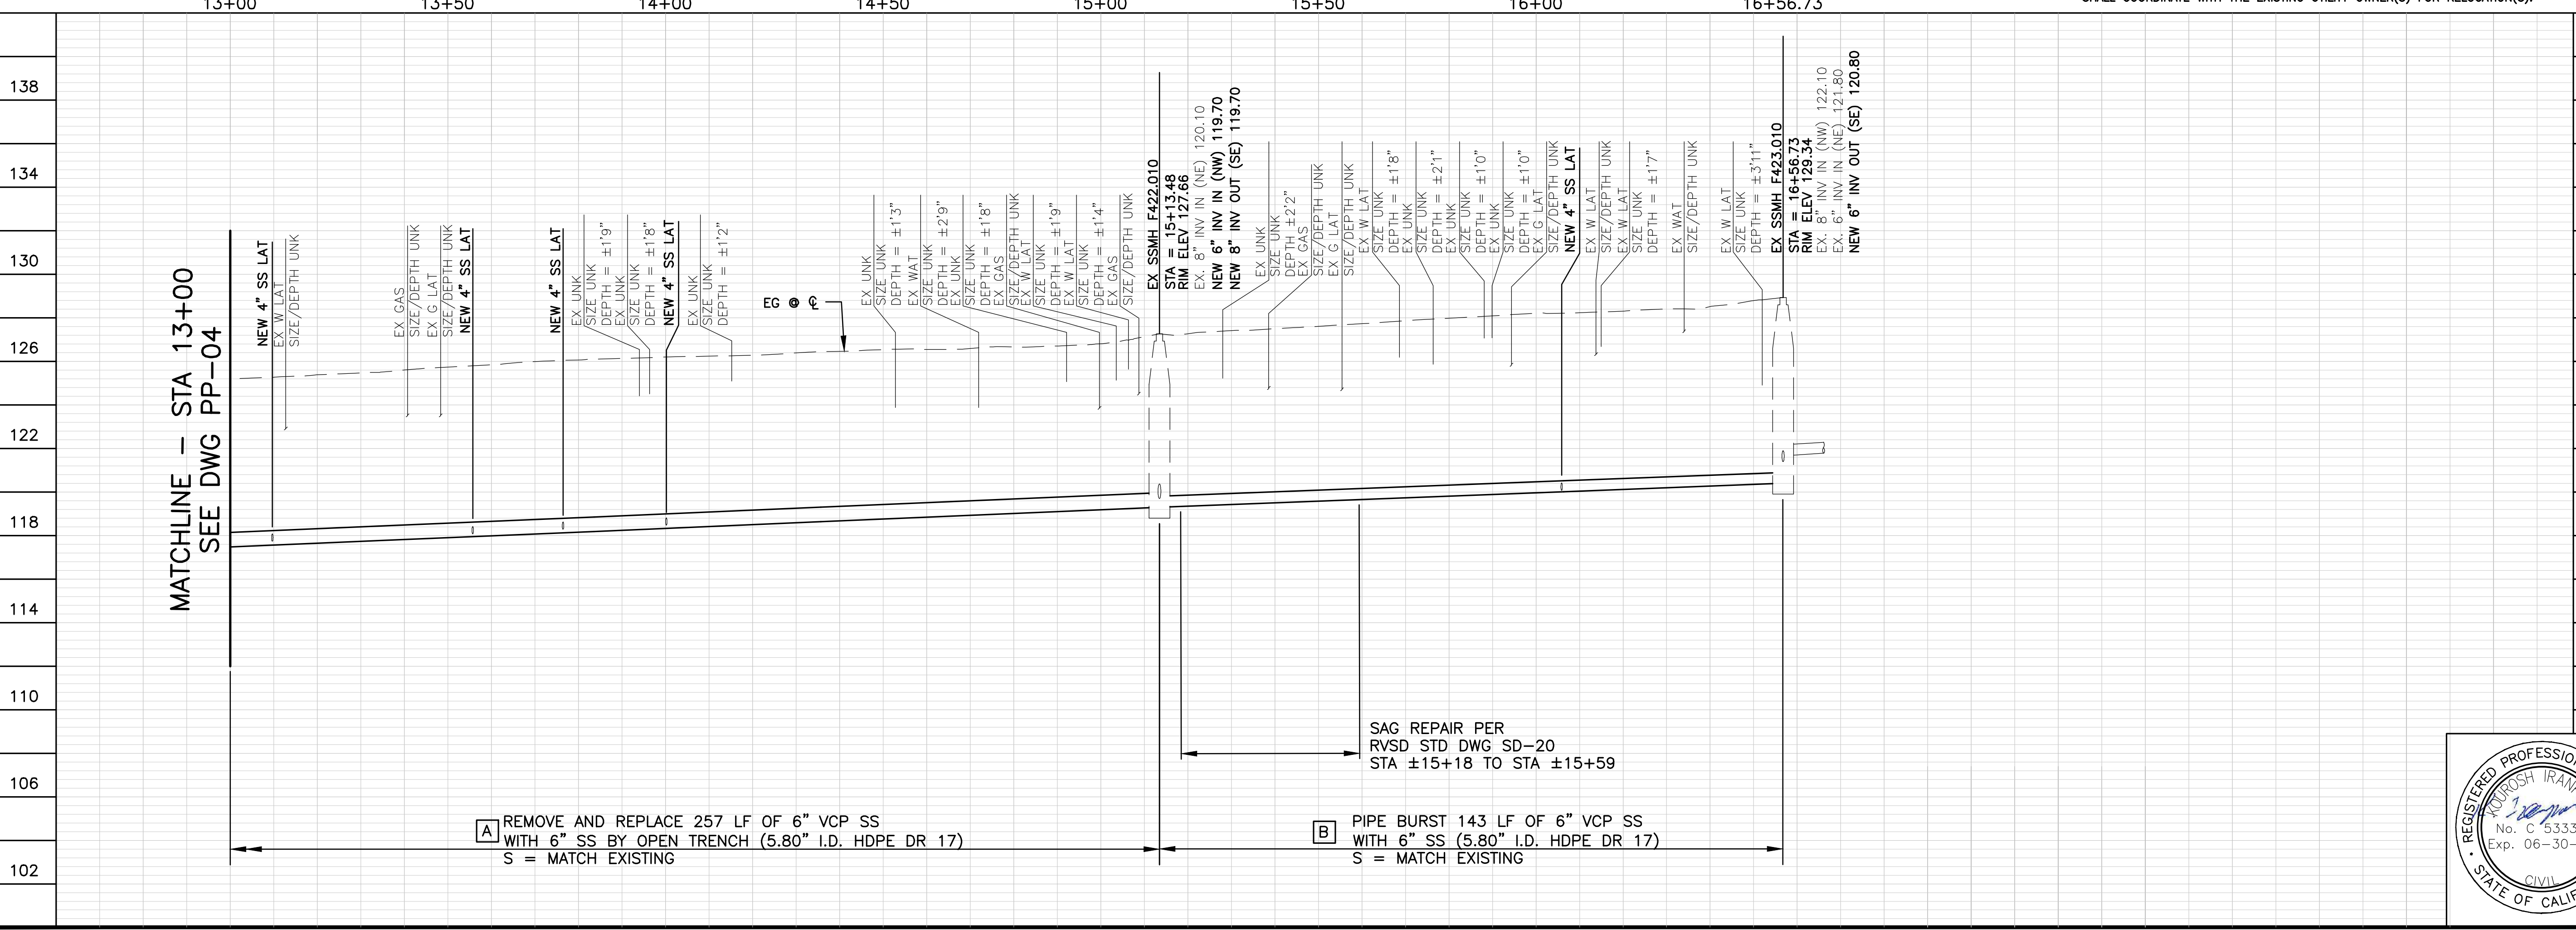 13+00
13+50
14+00
14+50
15+00
15+50
16+00
16+56.73
SHALL COORDINATE WITH THE EXISTING UTILITY OWNER(S) FOR RELOCATION(S).
138
134
130
126
122
118
114
110
106
102
MATCHLINE - STA 13+00
SEE DWG PP-04
NEW 4" SS LAT
EX W LAT
SIZE/DEPTH UNK
EX GAS
SIZE/DEPTH UNK
EX G LAT
SIZE/DEPTH UNK
NEW 4" SS LAT
NEW 4" SS LAT
EX UNK
SIZE UNK
DEPTH = ±1'9"
EX UNK
SIZE UNK
DEPTH = ±1'8"
NEW 4" SS LAT
EX UNK
SIZE UNK
DEPTH = ±1'2"
EG @ ℄
EX UNK
SIZE UNK
DEPTH = ±1'3"
EX WAT
SIZE UNK
DEPTH = ±2'9"
EX UNK
SIZE UNK
DEPTH = ±1'8"
EX GAS
SIZE/DEPTH UNK
EX W LAT
SIZE UNK
DEPTH = ±1'9"
EX W LAT
SIZE UNK
DEPTH = ±1'4"
EX GAS
SIZE/DEPTH UNK
EX SSMH F422.010
STA = 15+13.48
RIM ELEV 127.66
EX. 8" INV IN (NE) 120.10
NEW 6" INV IN (NW) 119.70
NEW 8" INV OUT (SE) 119.70
EX UNK
SIZE UNK
DEPTH ±2'2"
EX GAS
SIZE/DEPTH UNK
EX G LAT
SIZE/DEPTH UNK
EX W LAT
SIZE UNK
DEPTH = ±1'8"
EX UNK
SIZE UNK
DEPTH = ±2'1"
EX UNK
SIZE UNK
DEPTH = ±1'0"
EX UNK
SIZE UNK
DEPTH = ±1'0"
EX G LAT
SIZE/DEPTH UNK
NEW 4" SS LAT
EX W LAT
SIZE/DEPTH UNK
EX W LAT
SIZE UNK
DEPTH = ±1'7"
EX WAT
SIZE/DEPTH UNK
EX W LAT
SIZE UNK
DEPTH = ±3'11"
EX SSMH F423.010
STA = 16+56.73
RIM ELEV 129.34
EX. 8" INV IN (NW) 122.10
EX. 6" INV IN (NE) 121.80
NEW 6" INV OUT (SE) 120.80
SAG REPAIR PER
RVSD STD DWG SD-20
STA ±15+18 TO STA ±15+59
A
REMOVE AND REPLACE 257 LF OF 6" VCP SS
WITH 6" SS BY OPEN TRENCH (5.80" I.D. HDPE DR 17)
S = MATCH EXISTING
B
PIPE BURST 143 LF OF 6" VCP SS
WITH 6" SS (5.80" I.D. HDPE DR 17)
S = MATCH EXISTING
REGISTERED
KOUROSH
No. C 5333
Exp. 06-30-
CIVIL
STATE OF